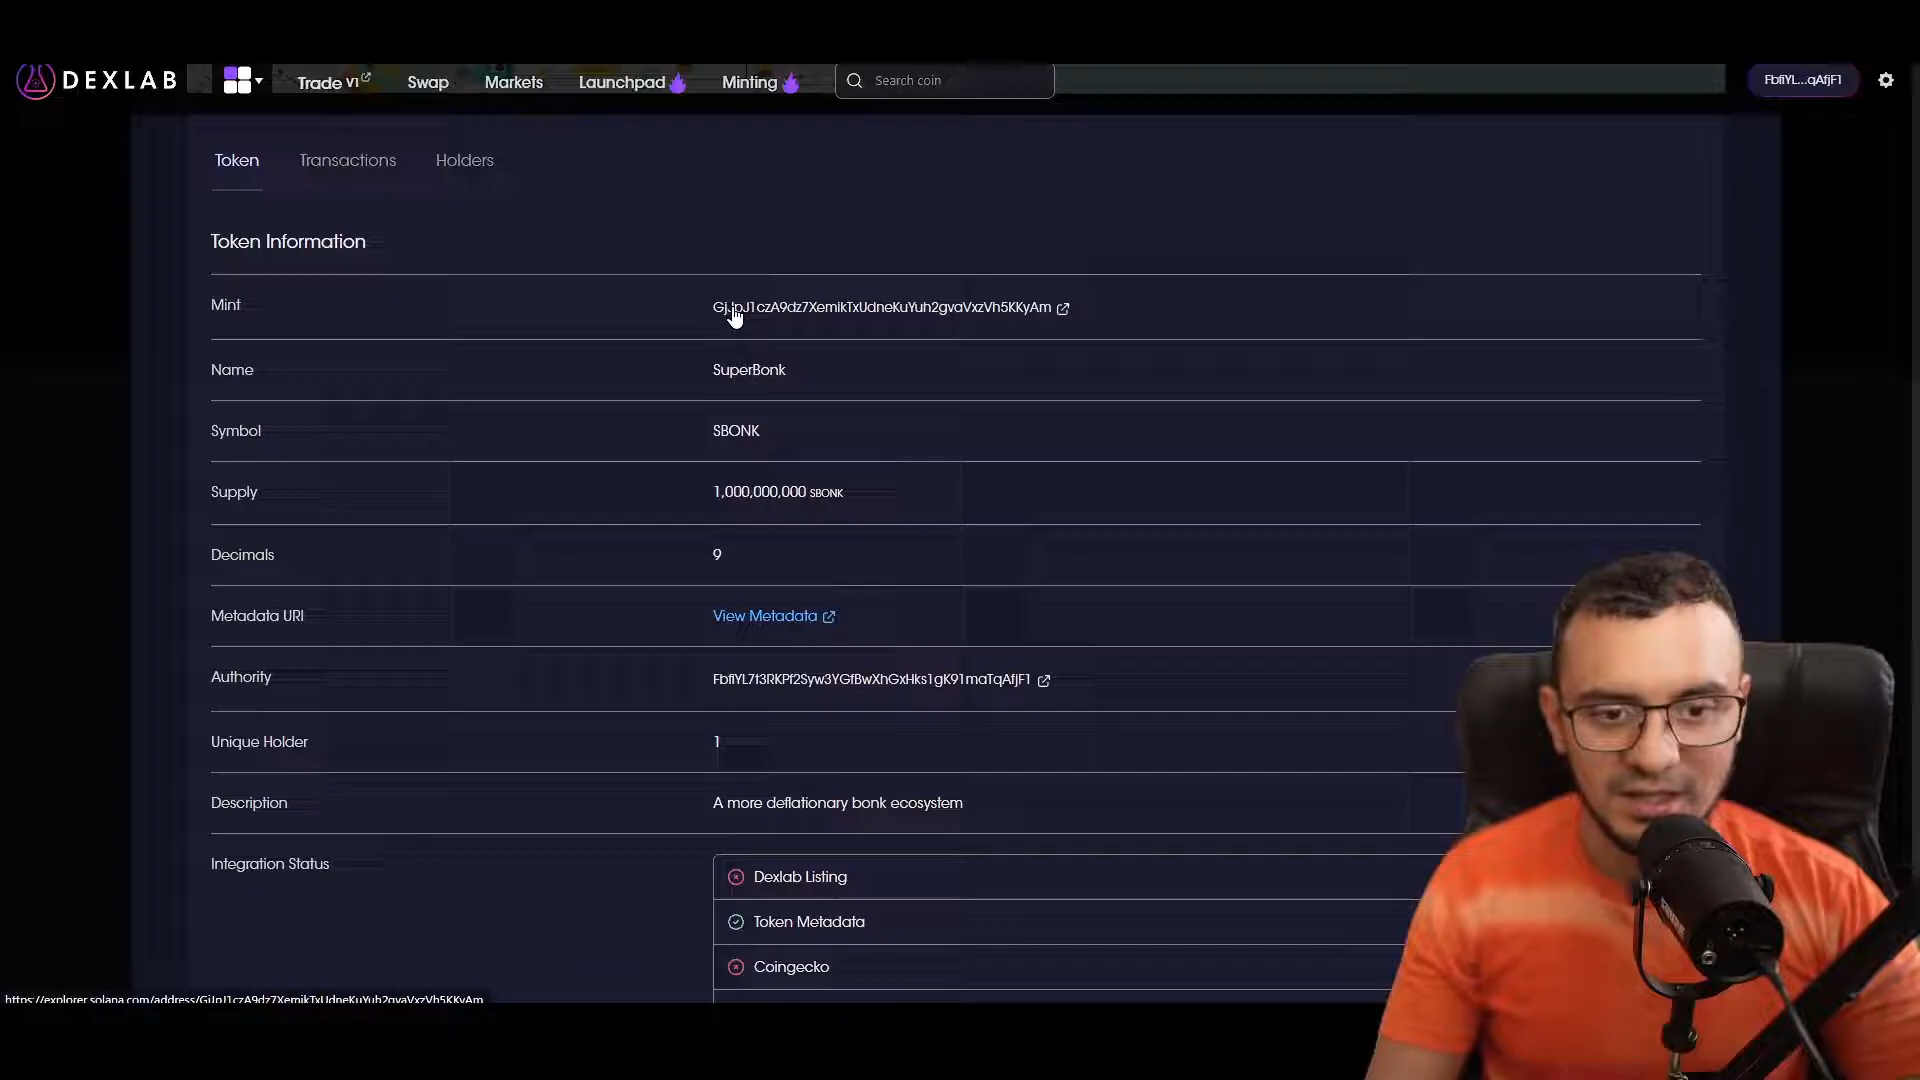 DEXLAB
Trade V1
Swap
Markets
Launchpad
Minting
Search coin
FbfiYL...qAfjF1
Token
Transactions
Holders
Token Information
Mint
Name
SuperBonk
Symbol
SBONK
Supply
1,000,000,000 SBONK
Decimals
9
Metadata URI
View Metadata
Authority
FbfiYL7t3RKPf2Syw3YGfBwXhGxHks1gK91maTqAfjF1
Unique Holder
1
Description
A more deflationary bonk ecosystem
Integration Status
Dexlab Listing
Token Metadata
Coingecko